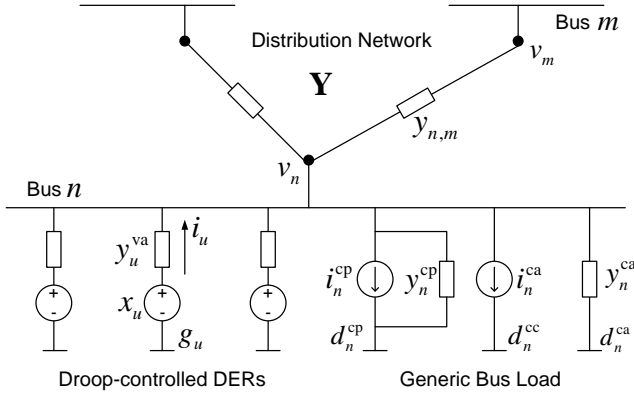 Bus m
Distribution Network
v_m
Y
y_{n,m}
v_n
Bus n
i_u
y_u^{va}
i_n^{cp}
y_n^{cp}
i_n^{ca}
y_n^{ca}
+
-
+
-
+
-
x_u
g_u
d_n^{cp}
d_n^{cc}
d_n^{ca}
Droop-controlled DERs
Generic Bus Load